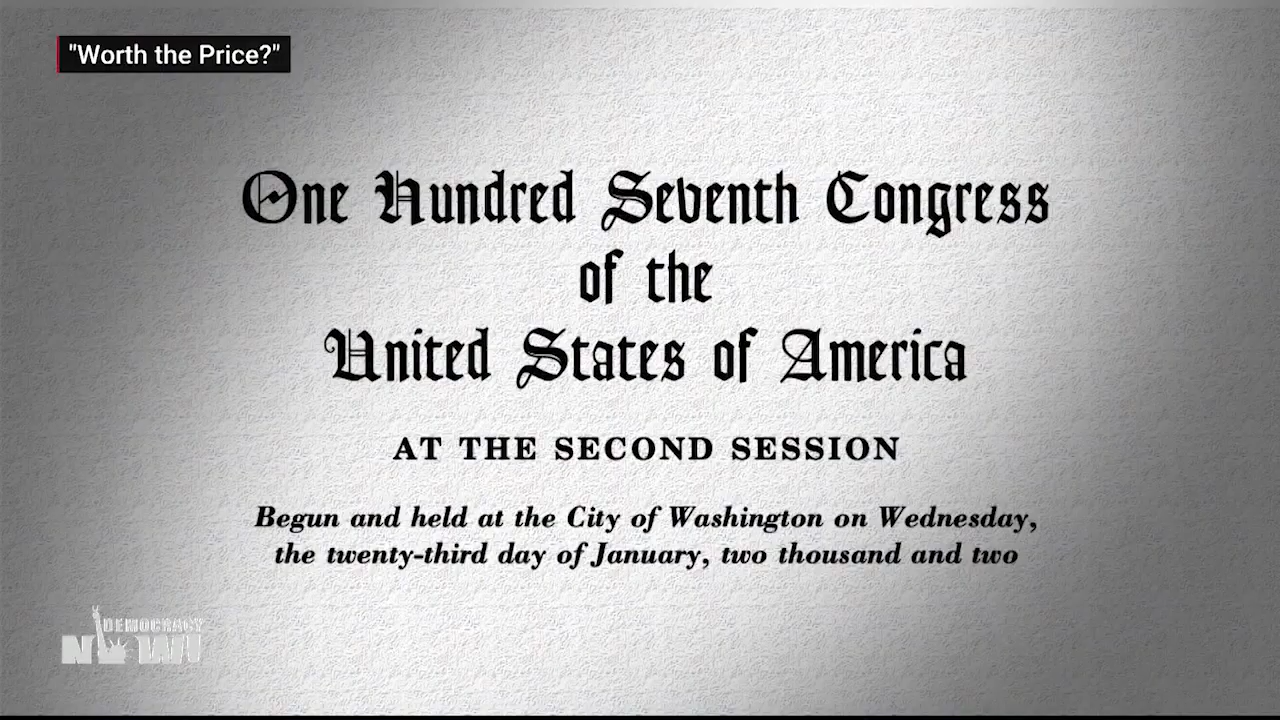 "Worth the Price?"
One Hundred Seventh Congress
of the
United States of America
AT THE SECOND SESSION
Begun and held at the City of Washington on Wednesday,
the twenty-third day of January, two thousand and two
DEMOCRACY
NOW!